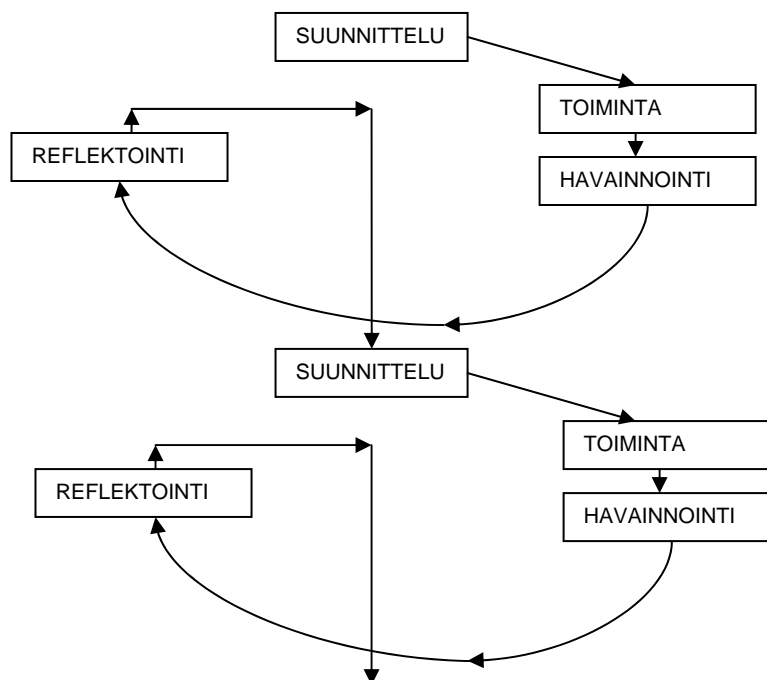 SUUNNITTELU
TOIMINTA
REFLEKTOINTI
HAVAINNOINTI
SUUNNITTELU
TOIMINTA
REFLEKTOINTI
HAVAINNOINTI